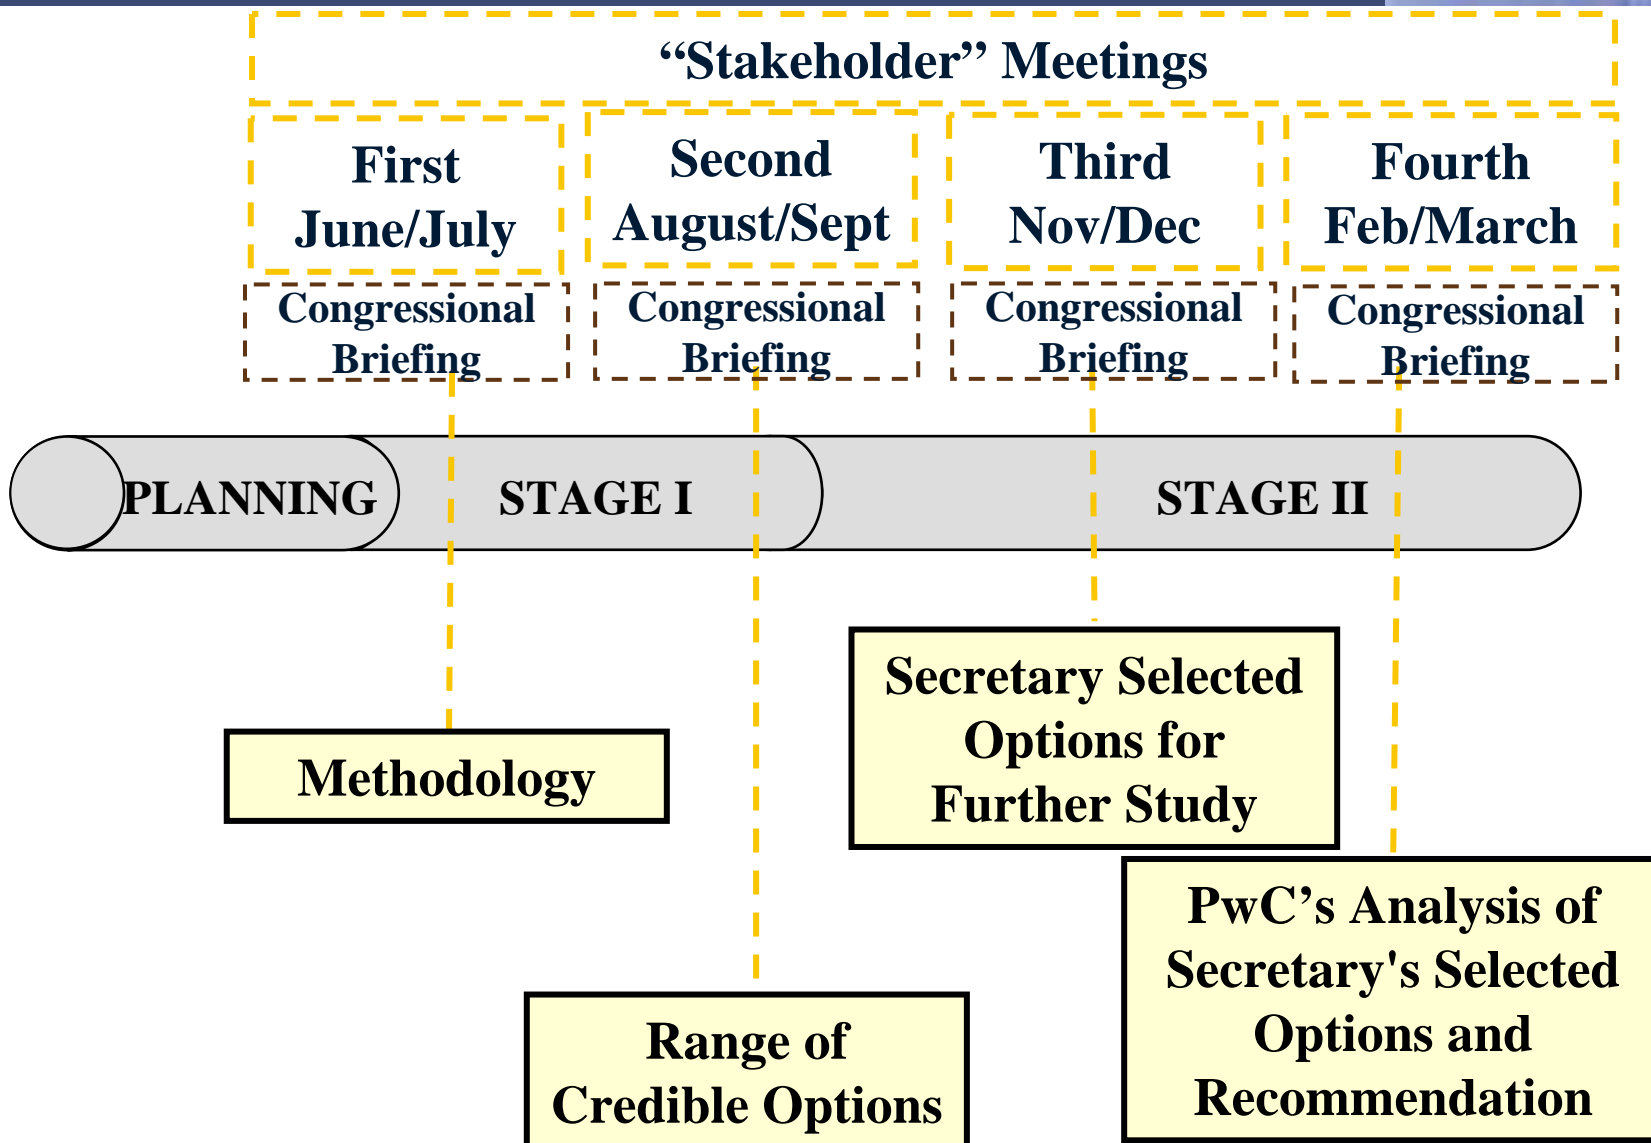 “Stakeholder” Meetings
First
June/July
Second
August/Sept
Third
Nov/Dec
Fourth
Feb/March
Congressional
Briefing
Congressional
Briefing
Congressional
Briefing
Congressional
Briefing
PLANNING
STAGE I
STAGE II
Methodology
Range of
Credible Options
Secretary Selected
Options for
Further Study
PwC’s Analysis of
Secretary's Selected
Options and
Recommendation